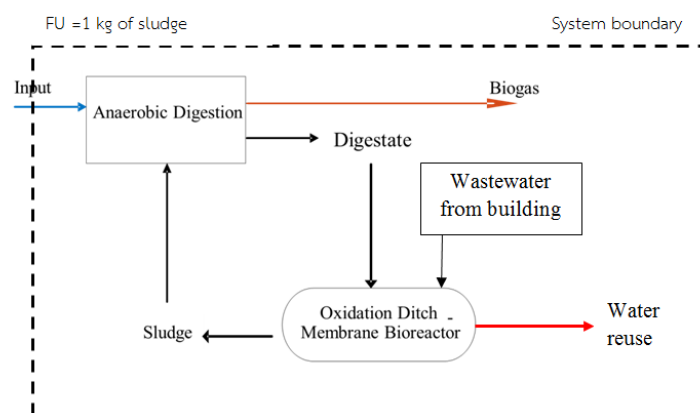 FU =1 kg of sludge
System boundary
Input
Biogas
Anaerobic Digestion
Digestate
Wastewater
from building
Oxidation Ditch -
Membrane Bioreactor
Water
reuse
Sludge